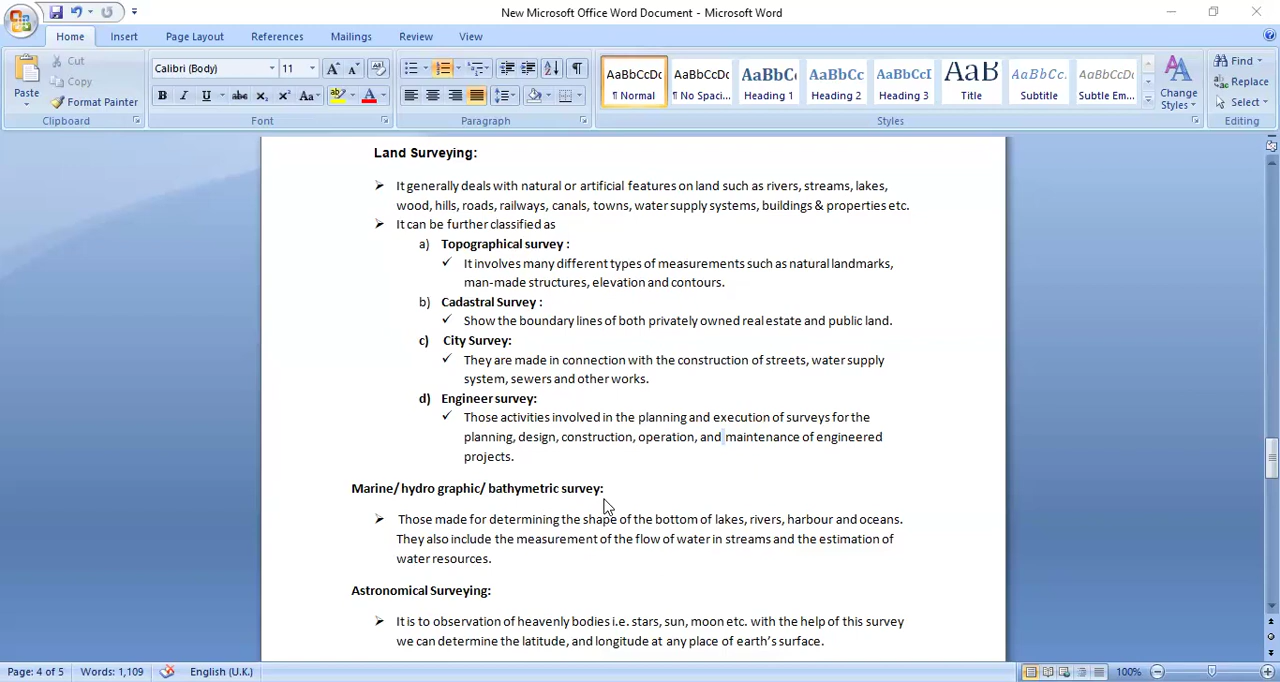 New Microsoft Office Word Document - Microsoft Word
Home Insert Page Layout References Mailings Review View
Paste
Cut
Copy
Format Painter
Clipboard
Calibri (Body) 11
B I U abc X₂ X² Aa
Font
Paragraph
AaBbCcDc AaBbCcDc AaBbC AaBbCc AaBbCcI AaB AaBbCc. AaBbCcDc
¶ Normal ¶ No Spaci... Heading 1 Heading 2 Heading 3 Title Subtitle Subtle Em...
Styles
Change
Styles
Find
Replace
Select
Editing
Land Surveying:
It generally deals with natural or artificial features on land such as rivers, streams, lakes,
wood, hills, roads, railways, canals, towns, water supply systems, buildings & properties etc.
It can be further classified as
a) Topographical survey :
It involves many different types of measurements such as natural landmarks,
man-made structures, elevation and contours.
b) Cadastral Survey :
Show the boundary lines of both privately owned real estate and public land.
c) City Survey:
They are made in connection with the construction of streets, water supply
system, sewers and other works.
d) Engineer survey:
Those activities involved in the planning and execution of surveys for the
planning, design, construction, operation, and maintenance of engineered
projects.
Marine/ hydro graphic/ bathymetric survey:
Those made for determining the shape of the bottom of lakes, rivers, harbour and oceans.
They also include the measurement of the flow of water in streams and the estimation of
water resources.
Astronomical Surveying:
It is to observation of heavenly bodies i.e. stars, sun, moon etc. with the help of this survey
we can determine the latitude, and longitude at any place of earth's surface.
Page: 4 of 5 Words: 1,109 English (U.K.) 100%